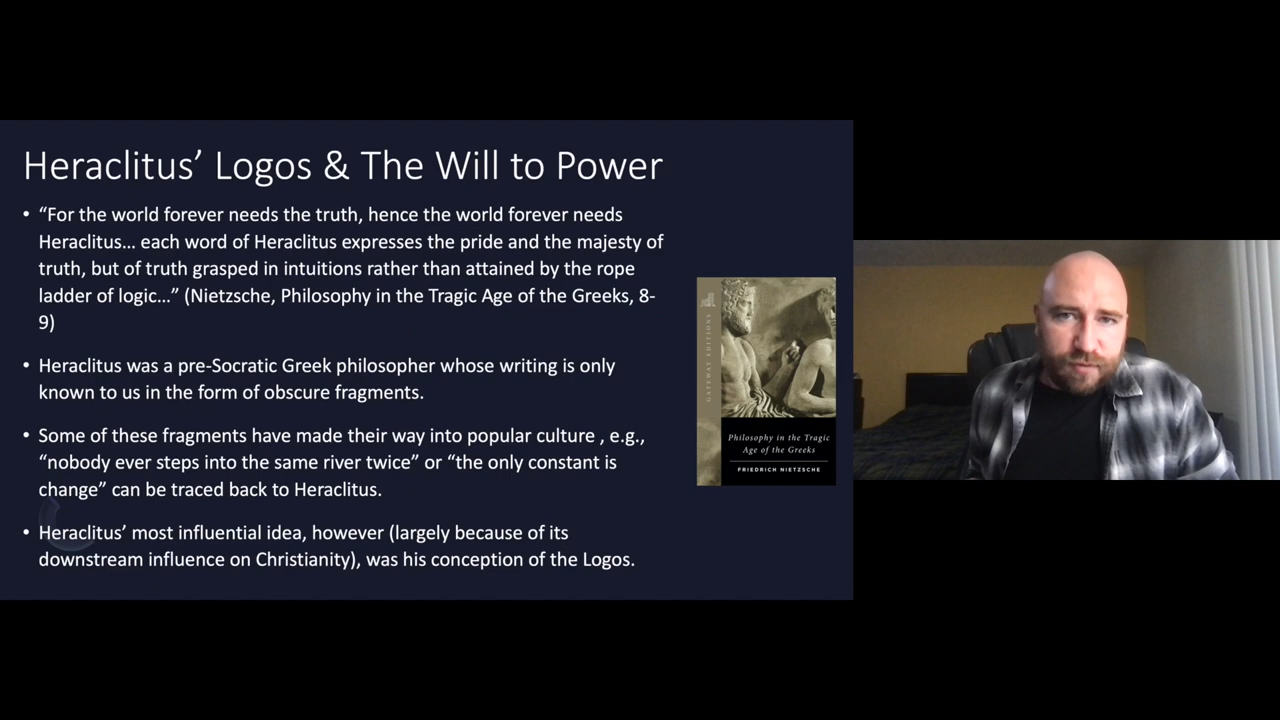 Heraclitus’ Logos & The Will to Power
• “For the world forever needs the truth, hence the world forever needs
Heraclitus… each word of Heraclitus expresses the pride and the majesty of
truth, but of truth grasped in intuitions rather than attained by the rope
ladder of logic…” (Nietzsche, Philosophy in the Tragic Age of the Greeks, 8-
9)
• Heraclitus was a pre-Socratic Greek philosopher whose writing is only
known to us in the form of obscure fragments.
• Some of these fragments have made their way into popular culture , e.g.,
“nobody ever steps into the same river twice” or “the only constant is
change” can be traced back to Heraclitus.
• Heraclitus’ most influential idea, however (largely because of its
downstream influence on Christianity), was his conception of the Logos.
GATEWAY EDITIONS
Philosophy in the Tragic
Age of the Greeks
FRIEDRICH NIETZSCHE